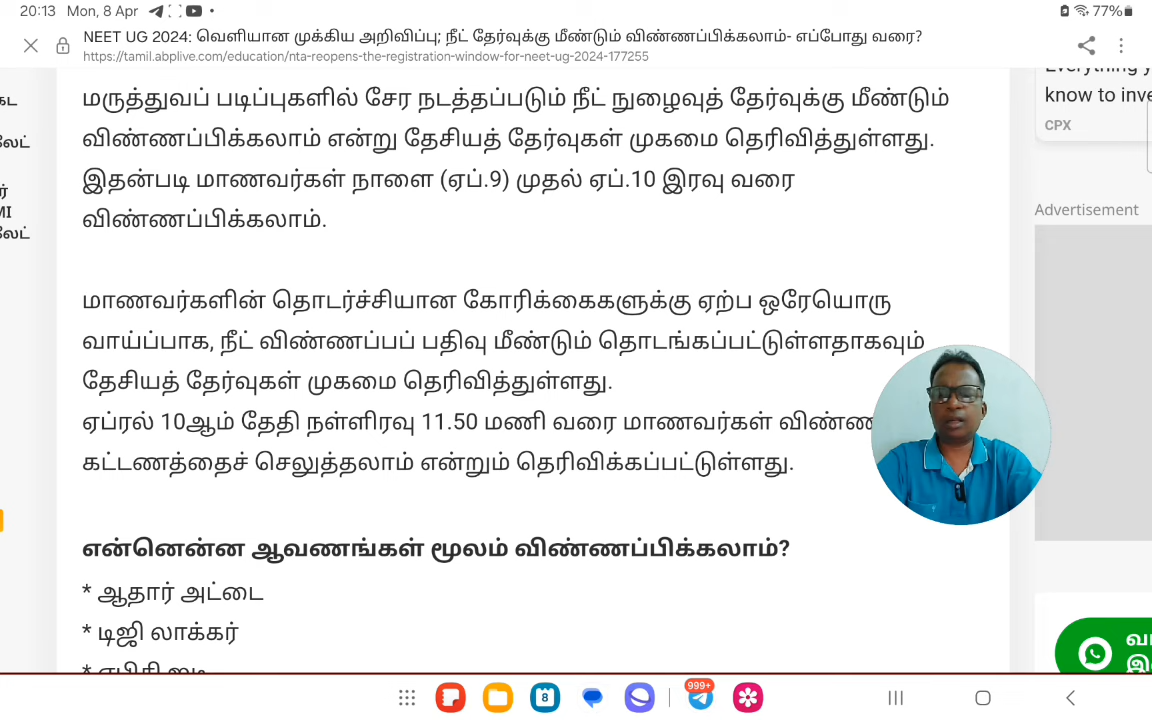 20:13 Mon, 8 Apr 77%
NEET UG 2024: வெளியான முக்கிய அறிவிப்பு; நீட் தேர்வுக்கு மீண்டும் விண்ணப்பிக்கலாம்- எப்போது வரை?
https://tamil.abplive.com/education/nta-reopens-the-registration-window-for-neet-ug-2024-177255
மருத்துவப் படிப்புகளில் சேர நடத்தப்படும் நீட் நுழைவுத் தேர்வுக்கு மீண்டும்
விண்ணப்பிக்கலாம் என்று தேசியத் தேர்வுகள் முகமை தெரிவித்துள்ளது.
இதன்படி மாணவர்கள் நாளை (ஏப்.9) முதல் ஏப்.10 இரவு வரை
விண்ணப்பிக்கலாம்.
மாணவர்களின் தொடர்ச்சியான கோரிக்கைகளுக்கு ஏற்ப ஒரேயொரு
வாய்ப்பாக, நீட் விண்ணப்பப் பதிவு மீண்டும் தொடங்கப்பட்டுள்ளதாகவும்
தேசியத் தேர்வுகள் முகமை தெரிவித்துள்ளது.
ஏப்ரல் 10ஆம் தேதி நள்ளிரவு 11.50 மணி வரை மாணவர்கள் விண்ண
கட்டணத்தைச் செலுத்தலாம் என்றும் தெரிவிக்கப்பட்டுள்ளது.
என்னென்ன ஆவணங்கள் மூலம் விண்ணப்பிக்கலாம்?
* ஆதார் அட்டை
* டிஜி லாக்கர்
know to inve
CPX
Advertisement
8
999+